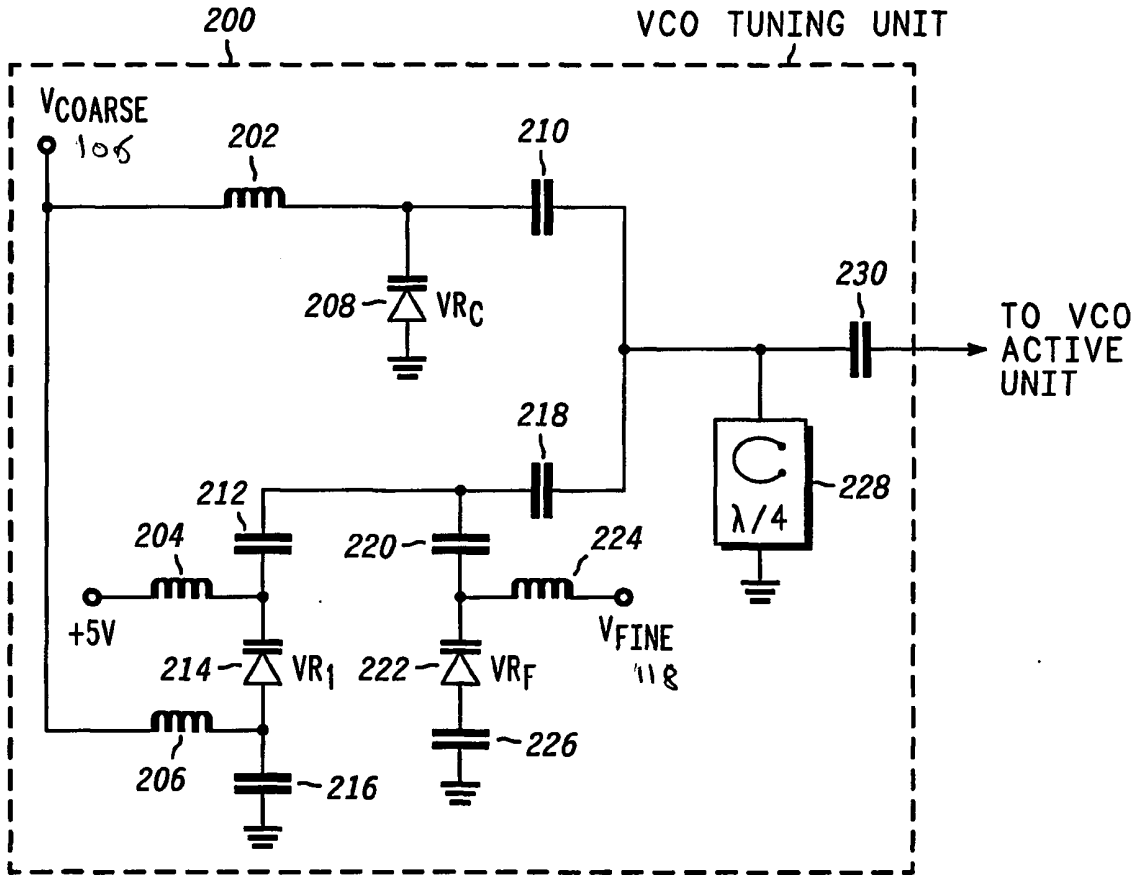 200
VCO TUNING UNIT
VCOARSE
106
202
210
208
VRC
230
TO VCO
ACTIVE
UNIT
218
212
204
220
224
228
λ/4
+5V
VFINE
118
214
VR1
222
VRF
206
216
226